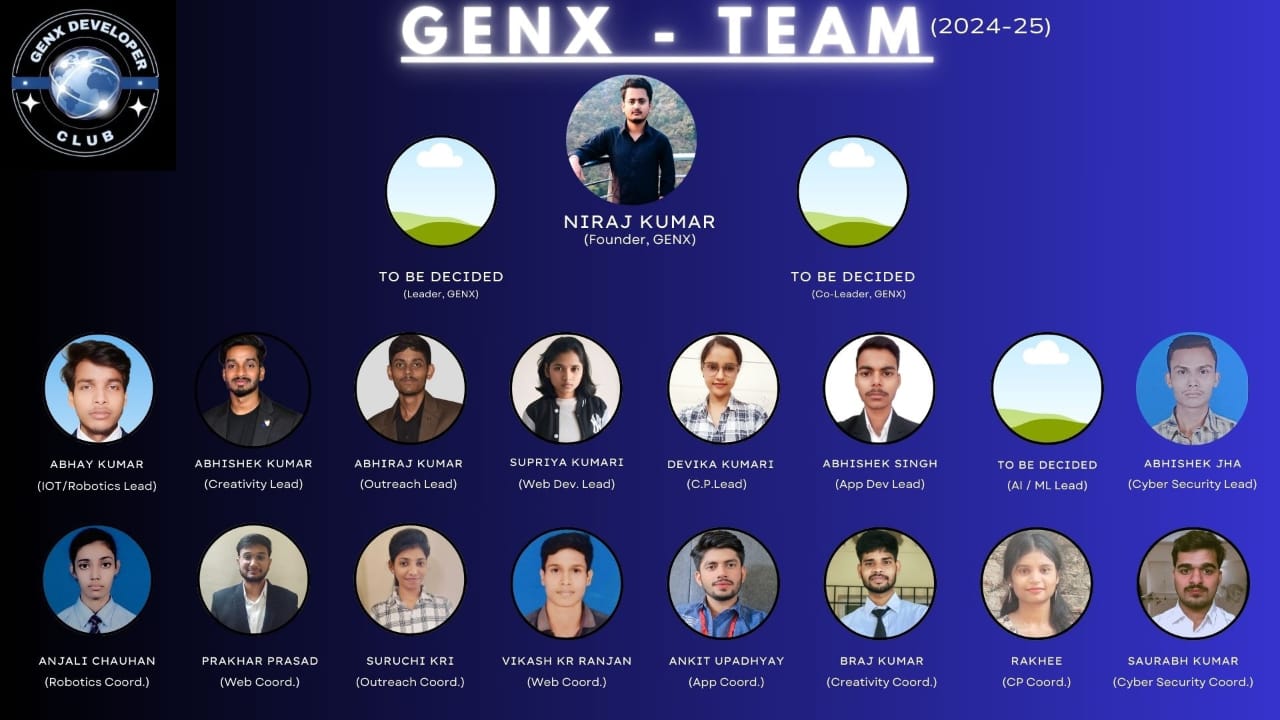 GENX DEVELOPER
CLUB
GENX - TEAM (2024-25)
NIRAJ KUMAR
(Founder, GENX)
TO BE DECIDED
(Leader, GENX)
TO BE DECIDED
(Co-Leader, GENX)
ABHAY KUMAR
(IOT/Robotics Lead)
ABHISHEK KUMAR
(Creativity Lead)
ABHIRAJ KUMAR
(Outreach Lead)
SUPRIYA KUMARI
(Web Dev. Lead)
DEVIKA KUMARI
(C.P.Lead)
ABHISHEK SINGH
(App Dev Lead)
TO BE DECIDED
(AI / ML Lead)
ABHISHEK JHA
(Cyber Security Lead)
ANJALI CHAUHAN
(Robotics Coord.)
PRAKHAR PRASAD
(Web Coord.)
SURUCHI KRI
(Outreach Coord.)
VIKASH KR RANJAN
(Web Coord.)
ANKIT UPADHYAY
(App Coord.)
BRAJ KUMAR
(Creativity Coord.)
RAKHEE
(CP Coord.)
SAURABH KUMAR
(Cyber Security Coord.)